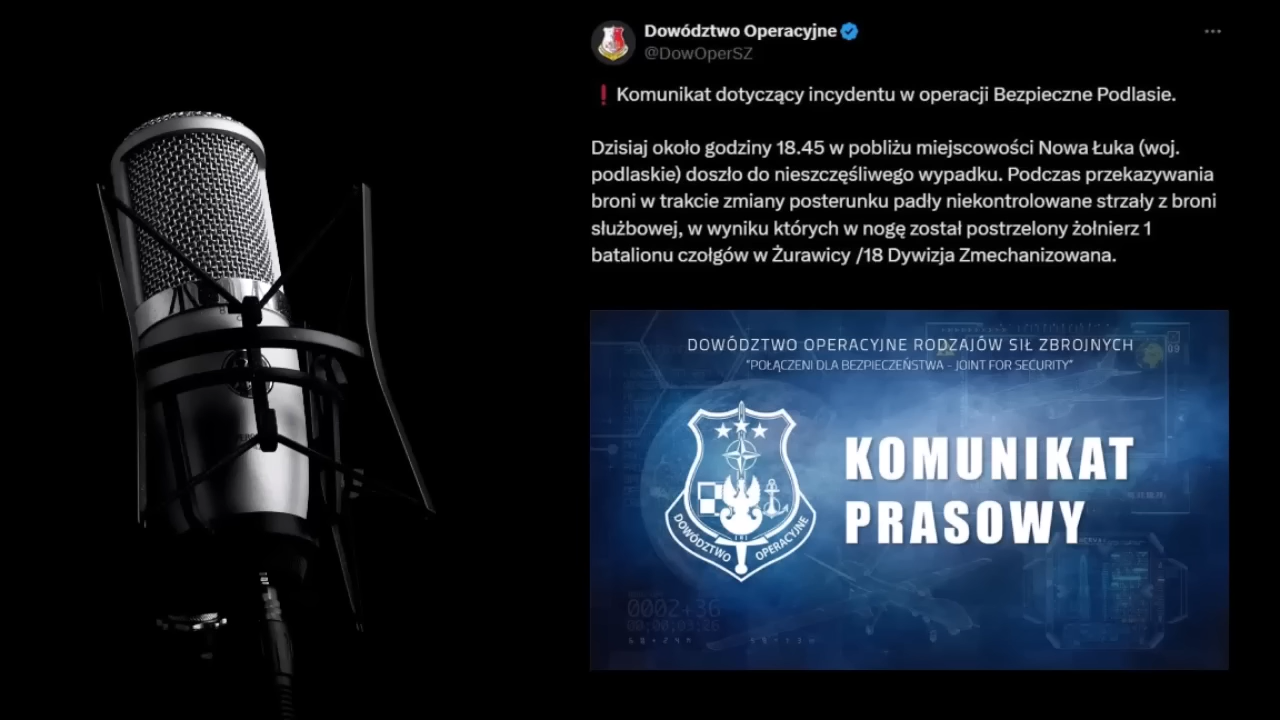 Dowództwo Operacyjne
@DowOperSZ
❗Komunikat dotyczący incydentu w operacji Bezpieczne Podlasie.
Dzisiaj około godziny 18.45 w pobliżu miejscowości Nowa Łuka (woj.
podlaskie) doszło do nieszczęśliwego wypadku. Podczas przekazywania
broni w trakcie zmiany posterunku padły niekontrolowane strzały z broni
służbowej, w wyniku których w nogę został postrzelony żołnierz 1
batalionu czołgów w Żurawicy /18 Dywizja Zmechanizowana.
DOWÓDZTWO OPERACYJNE RODZAJÓW SIŁ ZBROJNYCH
"POŁĄCZENI DLA BEZPIECZEŃSTWA - JOINT FOR SECURITY"
KOMUNIKAT
PRASOWY
DOWÓDZTWO OPERACYJNE
09
0002+36